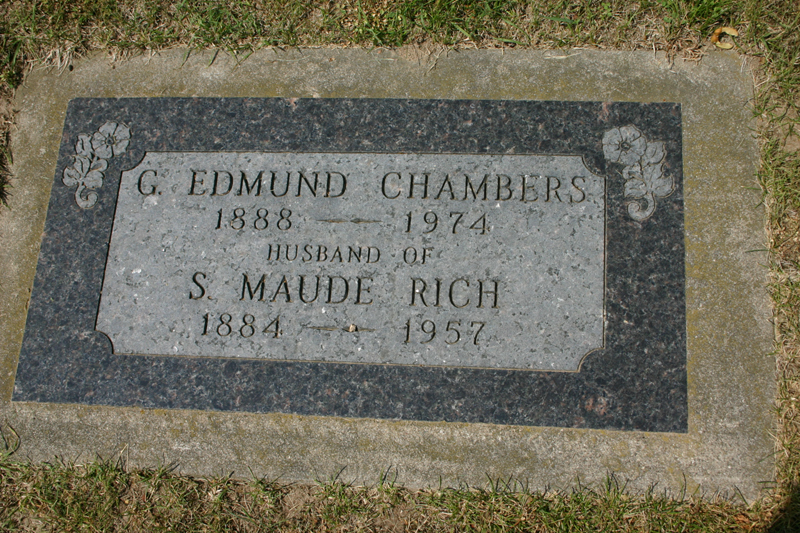 G. EDMUND CHAMBERS
1888 — 1974
HUSBAND OF
S. MAUDE RICH
1884 — 1957